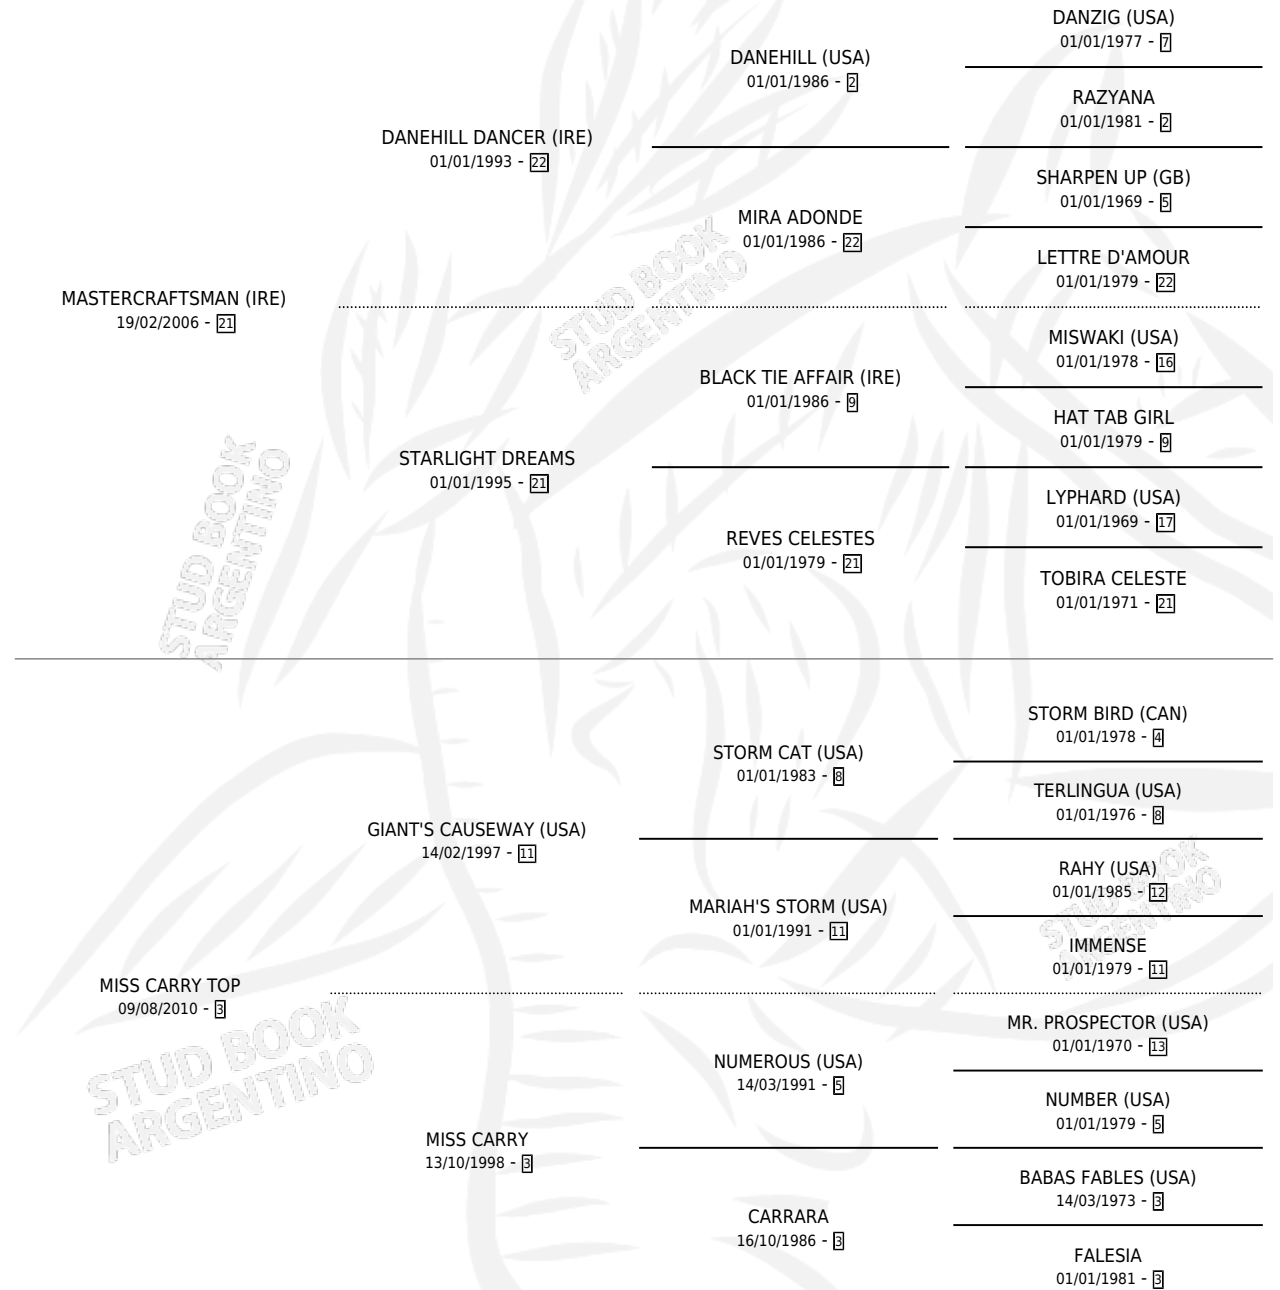 DANZIG (USA)
01/01/1977 - 7
DANEHILL (USA)
01/01/1986 - 2
RAZYANA
01/01/1981 - 2
DANEHILL DANCER (IRE)
01/01/1993 - 22
SHARPEN UP (GB)
01/01/1969 - 5
MIRA ADONDE
01/01/1986 - 22
LETTRE D'AMOUR
01/01/1979 - 22
MASTERCRAFTSMAN (IRE)
19/02/2006 - 21
MISWAKI (USA)
01/01/1978 - 16
BLACK TIE AFFAIR (IRE)
01/01/1986 - 9
HAT TAB GIRL
01/01/1979 - 9
STARLIGHT DREAMS
01/01/1995 - 21
LYPHARD (USA)
01/01/1969 - 17
REVES CELESTES
01/01/1979 - 21
TOBIRA CELESTE
01/01/1971 - 21
STORM BIRD (CAN)
01/01/1978 - 4
STORM CAT (USA)
01/01/1983 - 8
TERLINGUA (USA)
01/01/1976 - 8
GIANT'S CAUSEWAY (USA)
14/02/1997 - 11
RAHY (USA)
01/01/1985 - 12
MARIAH'S STORM (USA)
01/01/1991 - 11
IMMENSE
01/01/1979 - 11
MISS CARRY TOP
09/08/2010 - 3
MR. PROSPECTOR (USA)
01/01/1970 - 13
NUMEROUS (USA)
14/03/1991 - 5
NUMBER (USA)
01/01/1979 - 5
MISS CARRY
13/10/1998 - 3
BABAS FABLES (USA)
14/03/1973 - 3
CARRARA
16/10/1986 - 3
FALESIA
01/01/1981 - 3
STUD BOOK
ARGENTINO
STUD BOOK
ARGENTINO
STUD BOOK
ARGENTINO
STUD BOOK
ARGENTINO